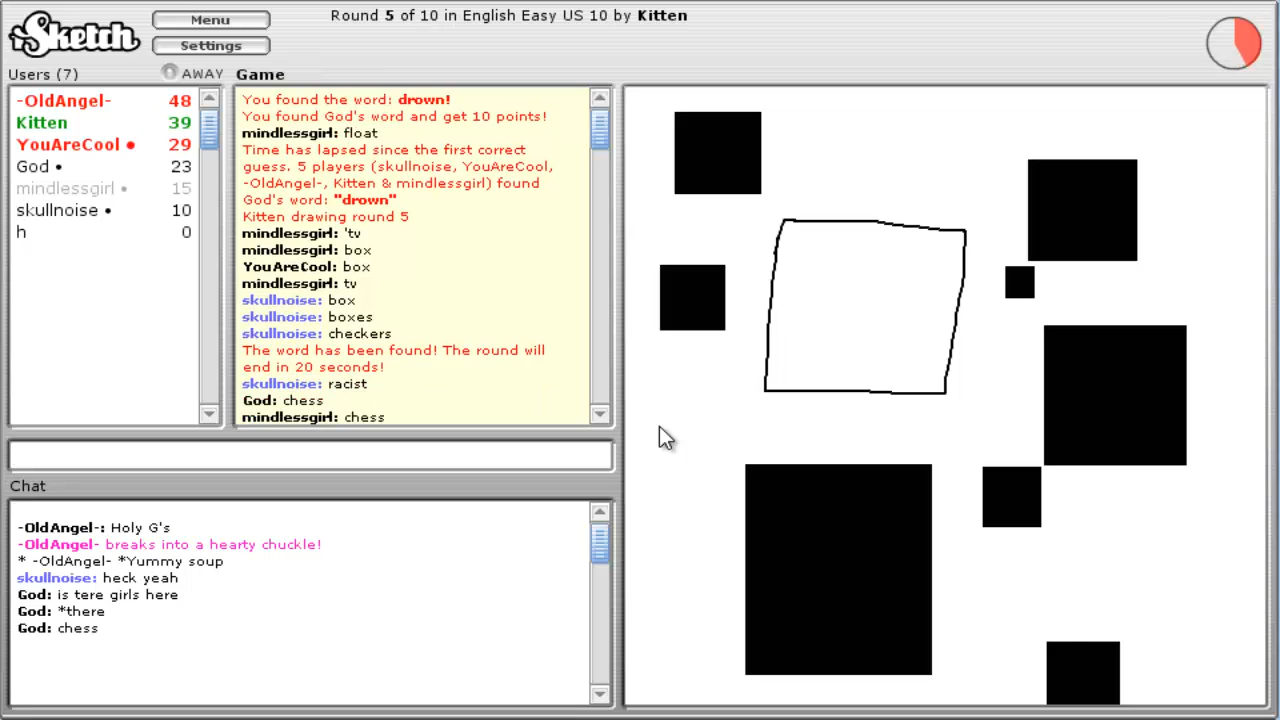 iSketch
Menu
Settings
Round 5 of 10 in English Easy US 10 by Kitten
Users (7)
AWAY
-OldAngel- 48
Kitten 39
YouAreCool • 29
God • 23
mindlessgirl • 15
skullnoise • 10
h 0
Game
You found the word: drown!
You found God's word and get 10 points!
mindlessgirl: float
Time has lapsed since the first correct
guess. 5 players (skullnoise, YouAreCool,
-OldAngel-, Kitten & mindlessgirl) found
God's word: "drown"
Kitten drawing round 5
mindlessgirl: 'tv
mindlessgirl: box
YouAreCool: box
mindlessgirl: tv
skullnoise: box
skullnoise: boxes
skullnoise: checkers
The word has been found! The round will
end in 20 seconds!
skullnoise: racist
God: chess
mindlessgirl: chess
Chat
-OldAngel-: Holy G's
-OldAngel- breaks into a hearty chuckle!
* -OldAngel- *Yummy soup
skullnoise: heck yeah
God: is tere girls here
God: *there
God: chess